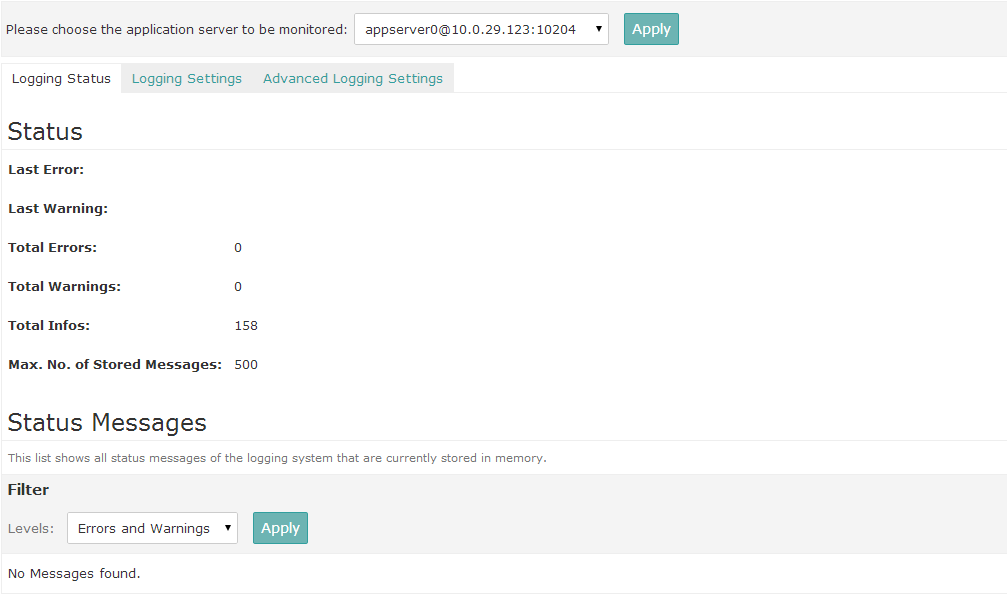 Please choose the application server to be monitored: appserver0@10.0.29.123:10204 Apply
Logging Status Logging Settings Advanced Logging Settings
Status
Last Error:
Last Warning:
Total Errors: 0
Total Warnings: 0
Total Infos: 158
Max. No. of Stored Messages: 500
Status Messages
This list shows all status messages of the logging system that are currently stored in memory.
Filter
Levels: Errors and Warnings Apply
No Messages found.